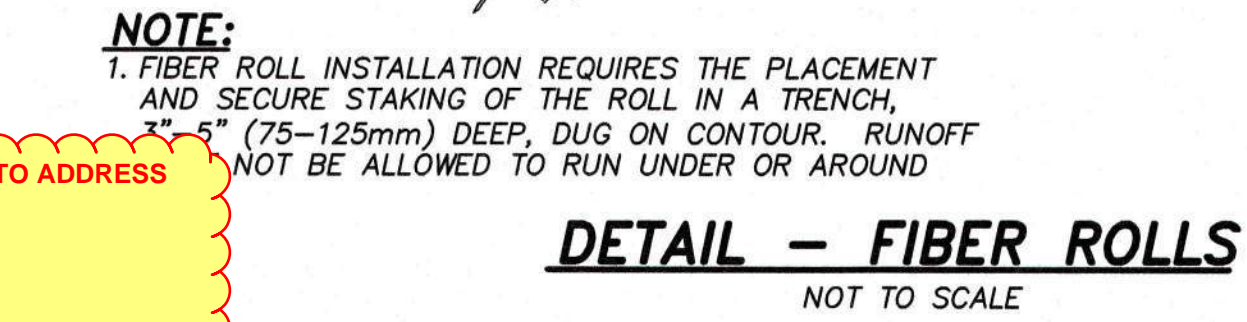 NOTE:
1. FIBER ROLL INSTALLATION REQUIRES THE PLACEMENT
AND SECURE STAKING OF THE ROLL IN A TRENCH,
3"–5" (75–125mm) DEEP, DUG ON CONTOUR. RUNOFF
TO ADDRESS
NOT BE ALLOWED TO RUN UNDER OR AROUND
DETAIL – FIBER ROLLS
NOT TO SCALE